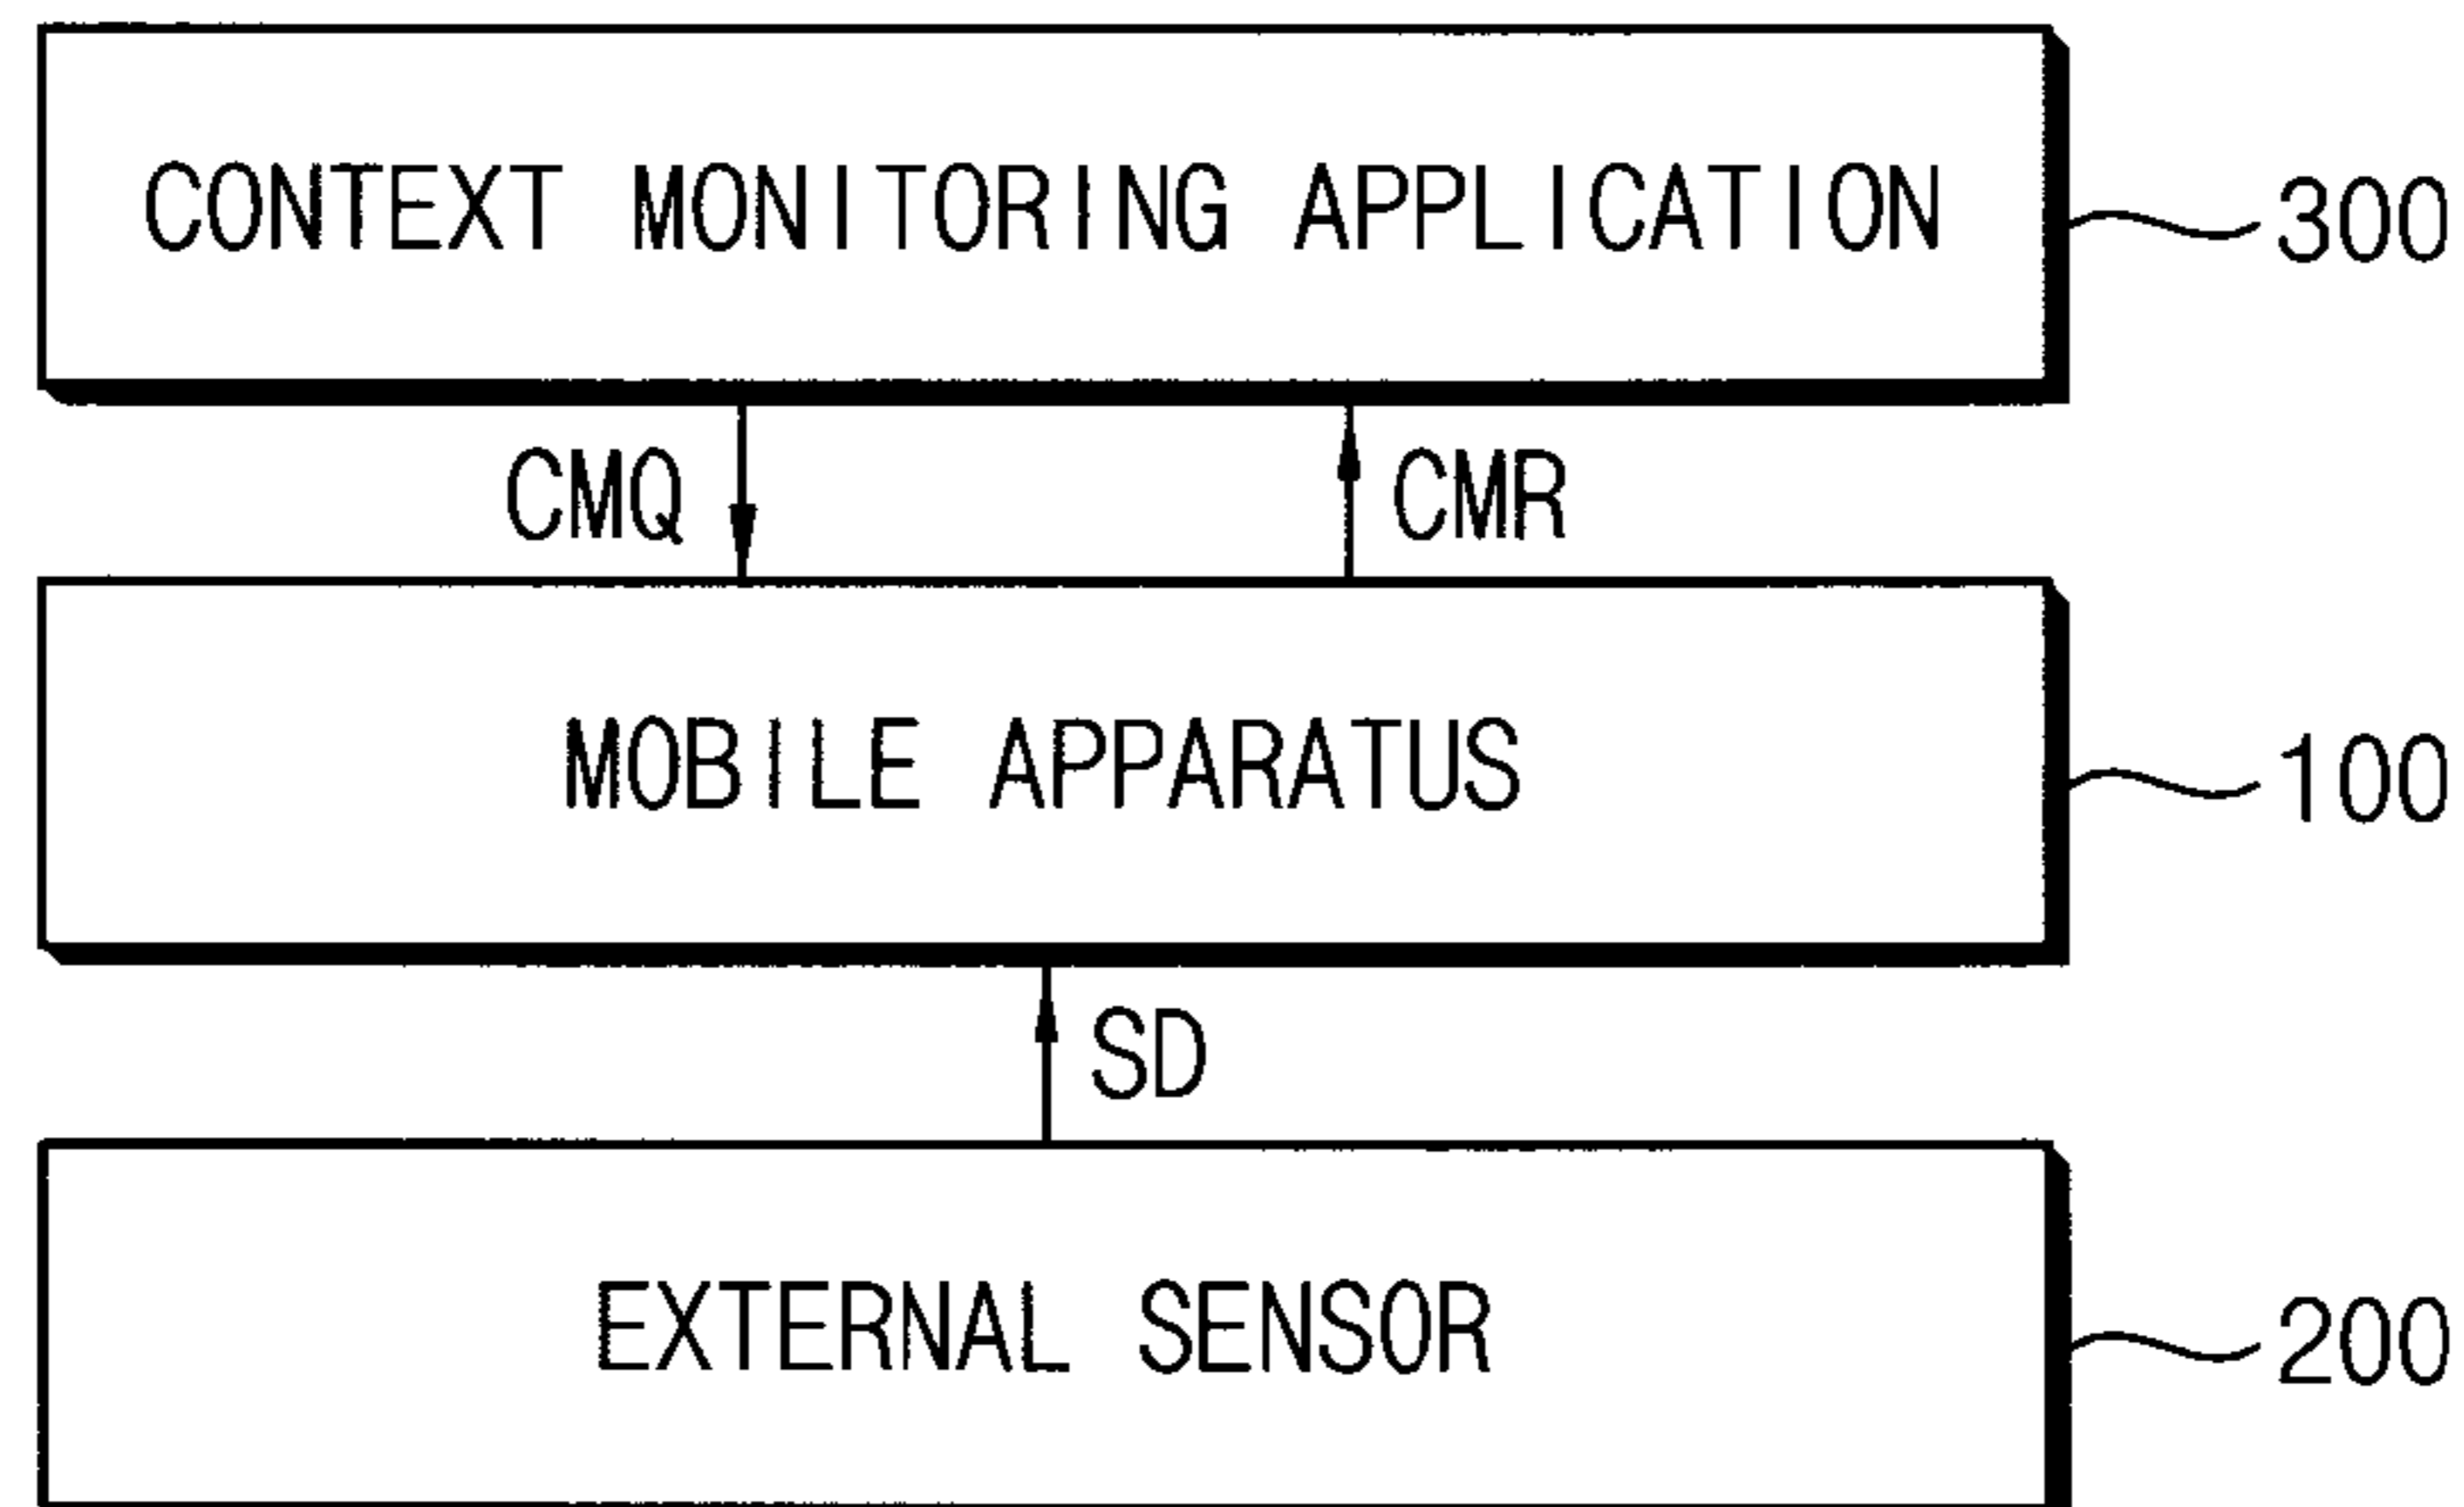 CONTEXT MONITORING APPLICATION 300
CMQ CMR
MOBILE APPARATUS 100
SD
EXTERNAL SENSOR 200